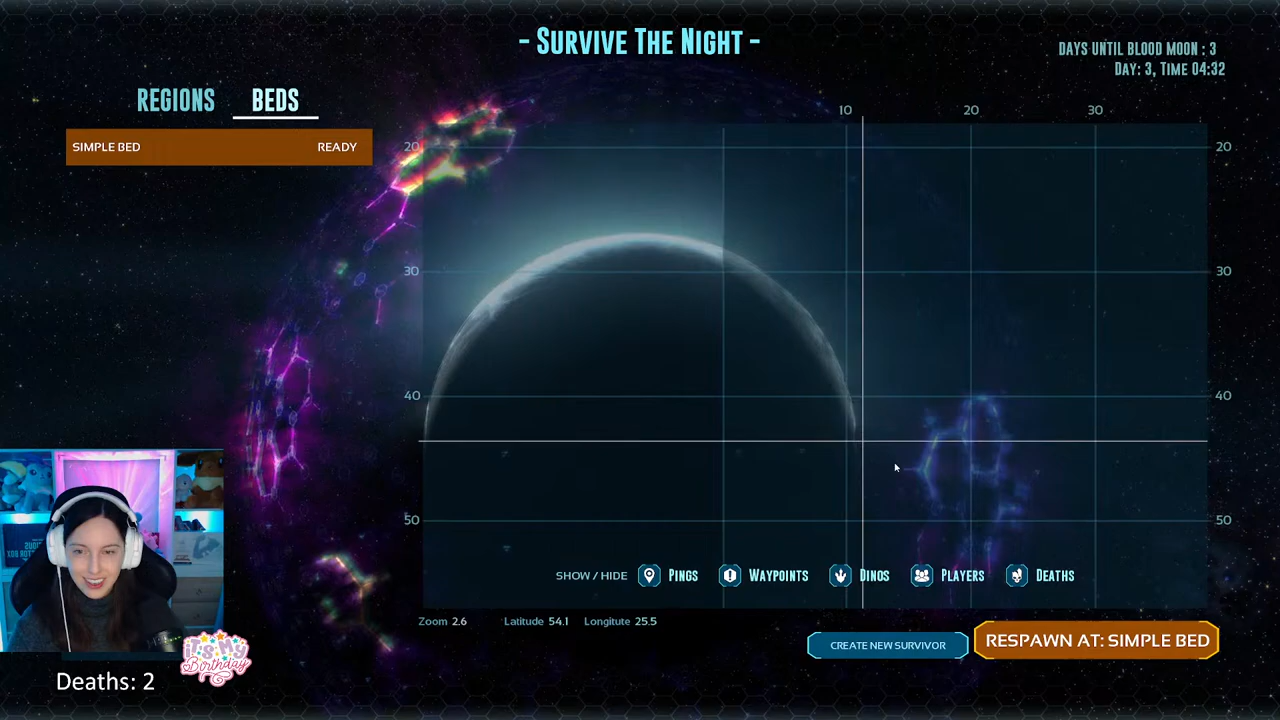 - SURVIVE THE NIGHT -
DAYS UNTIL BLOOD MOON : 3
DAY: 3, TIME 04:32
REGIONS BEDS
SIMPLE BED READY
10 20 30
20 20
30 30
40 40
50 50
SHOW / HIDE PINGS WAYPOINTS DINOS PLAYERS DEATHS
Zoom 2.6 Latitude 54.1 Longitute 25.5
CREATE NEW SURVIVOR
RESPAWN AT: SIMPLE BED
IT'S MY
Birthday
Deaths: 2